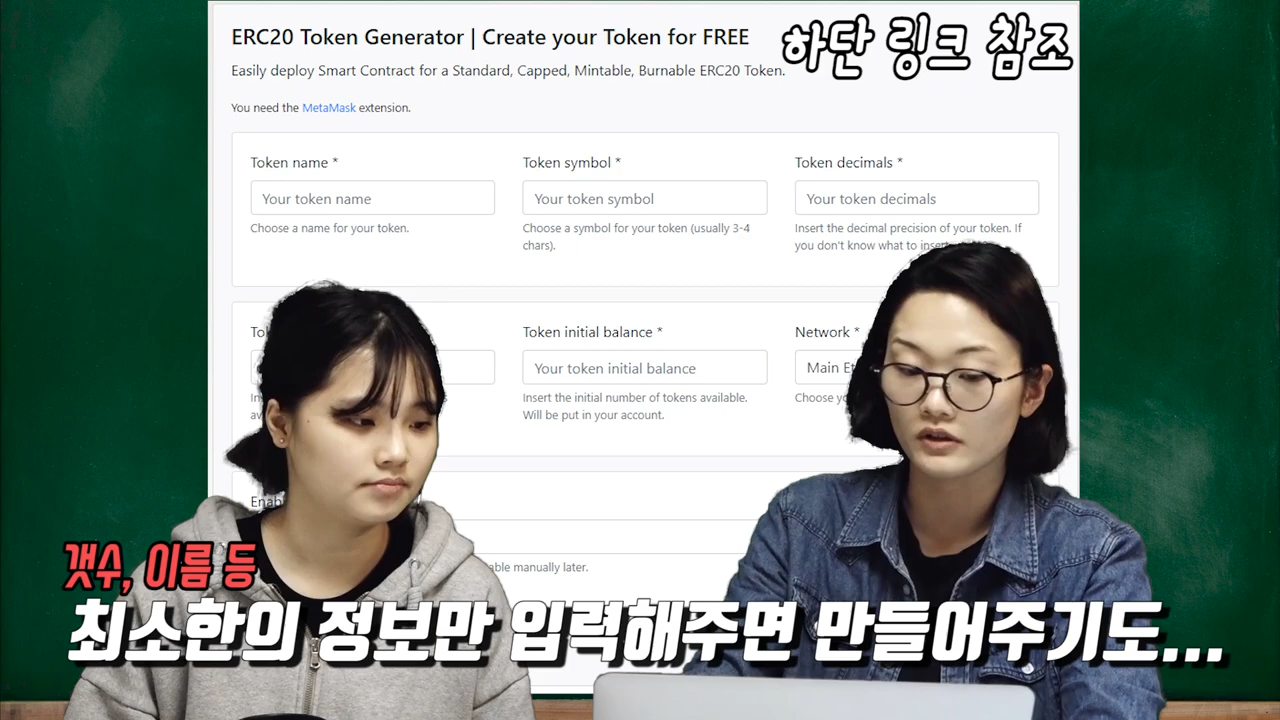 ERC20 Token Generator | Create your Token for FREE
하단 링크 참조
Easily deploy Smart Contract for a Standard, Capped, Mintable, Burnable ERC20 Token.
You need the MetaMask extension.
Token name *
Token symbol *
Token decimals *
Your token name
Your token symbol
Your token decimals
Choose a name for your token.
Choose a symbol for your token (usually 3-4
chars).
Insert the decimal precision of your token. If
you don't know what to insert
Token initial balance *
Network *
Your token initial balance
Main
Insert the initial number of tokens available.
Will be put in your account.
Choose
manually later.
갯수, 이름 등
최소한의 정보만 입력해주면 만들어주기도...